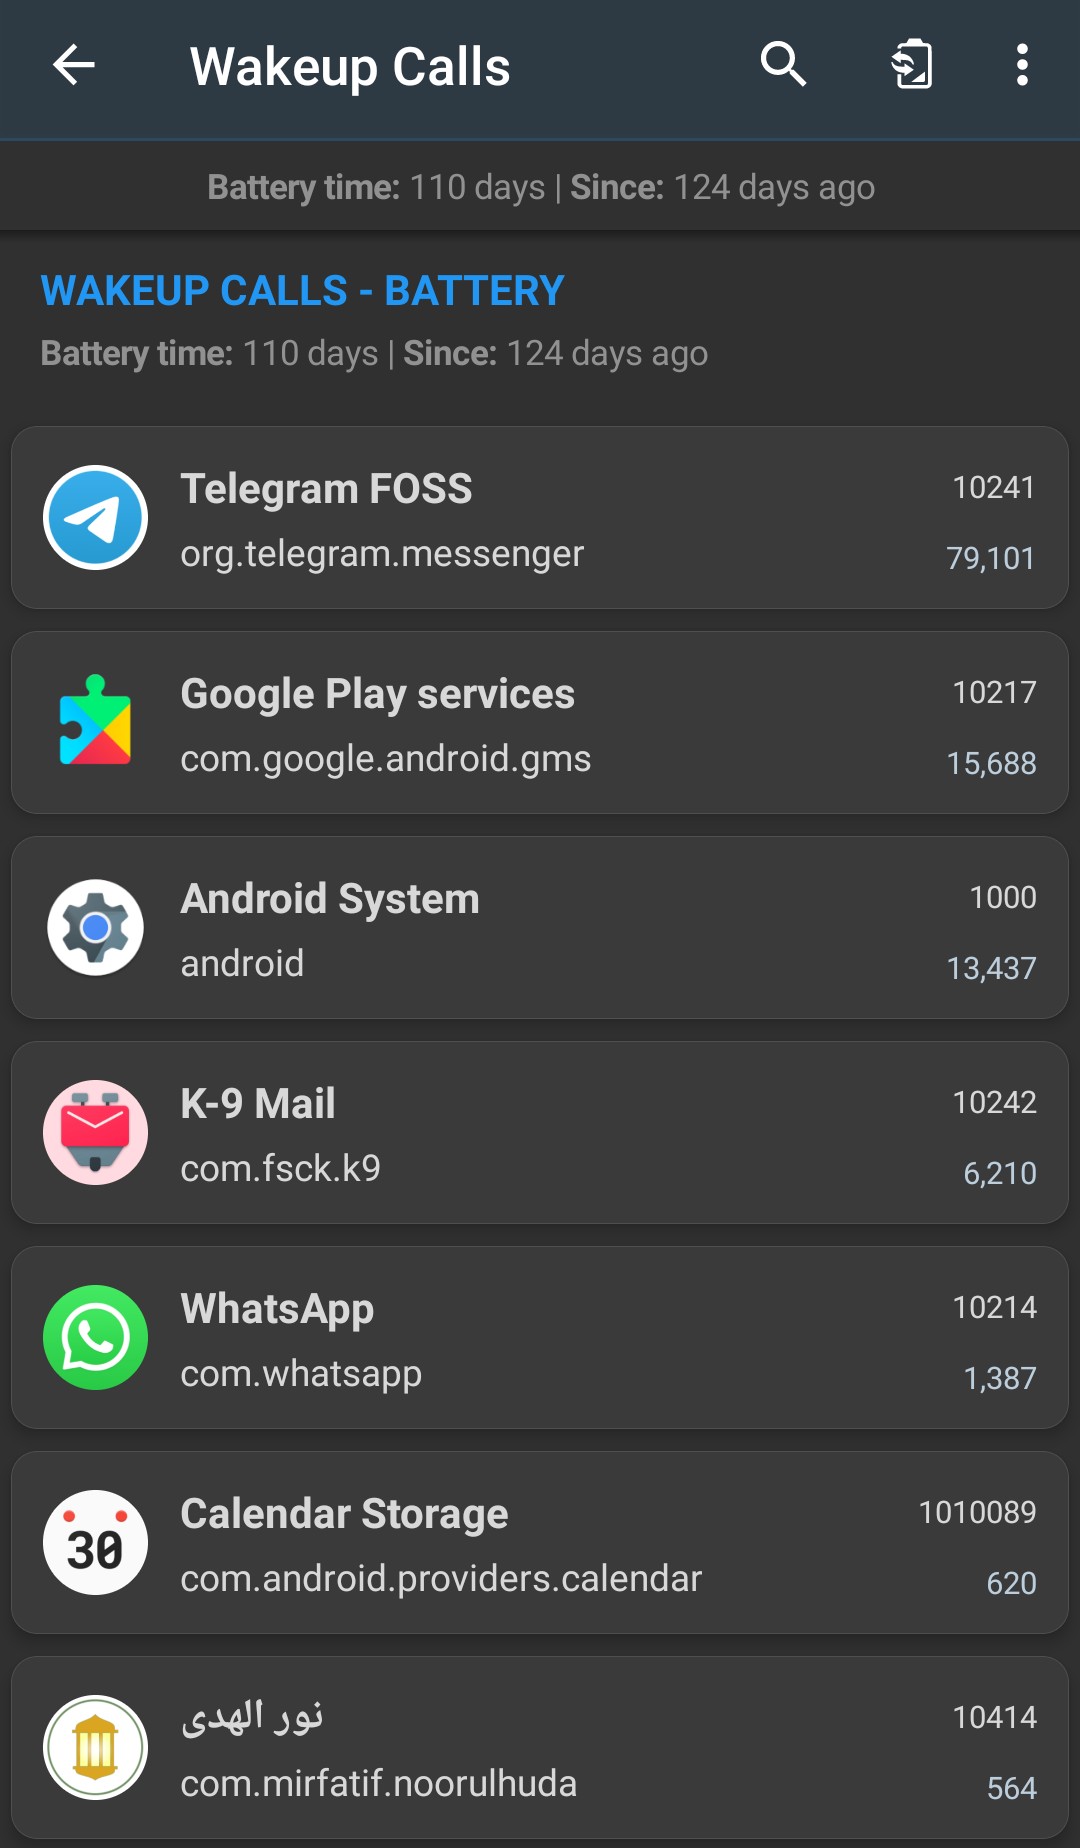 Wakeup Calls
Battery time: 110 days | Since: 124 days ago
WAKEUP CALLS - BATTERY
Battery time: 110 days | Since: 124 days ago
Telegram FOSS
10241
org.telegram.messenger
79,101
Google Play services
10217
com.google.android.gms
15,688
Android System
1000
android
13,437
K-9 Mail
10242
com.fsck.k9
6,210
WhatsApp
10214
com.whatsapp
1,387
30
Calendar Storage
1010089
com.android.providers.calendar
620
نور الهدی
10414
com.mirfatif.noorulhuda
564